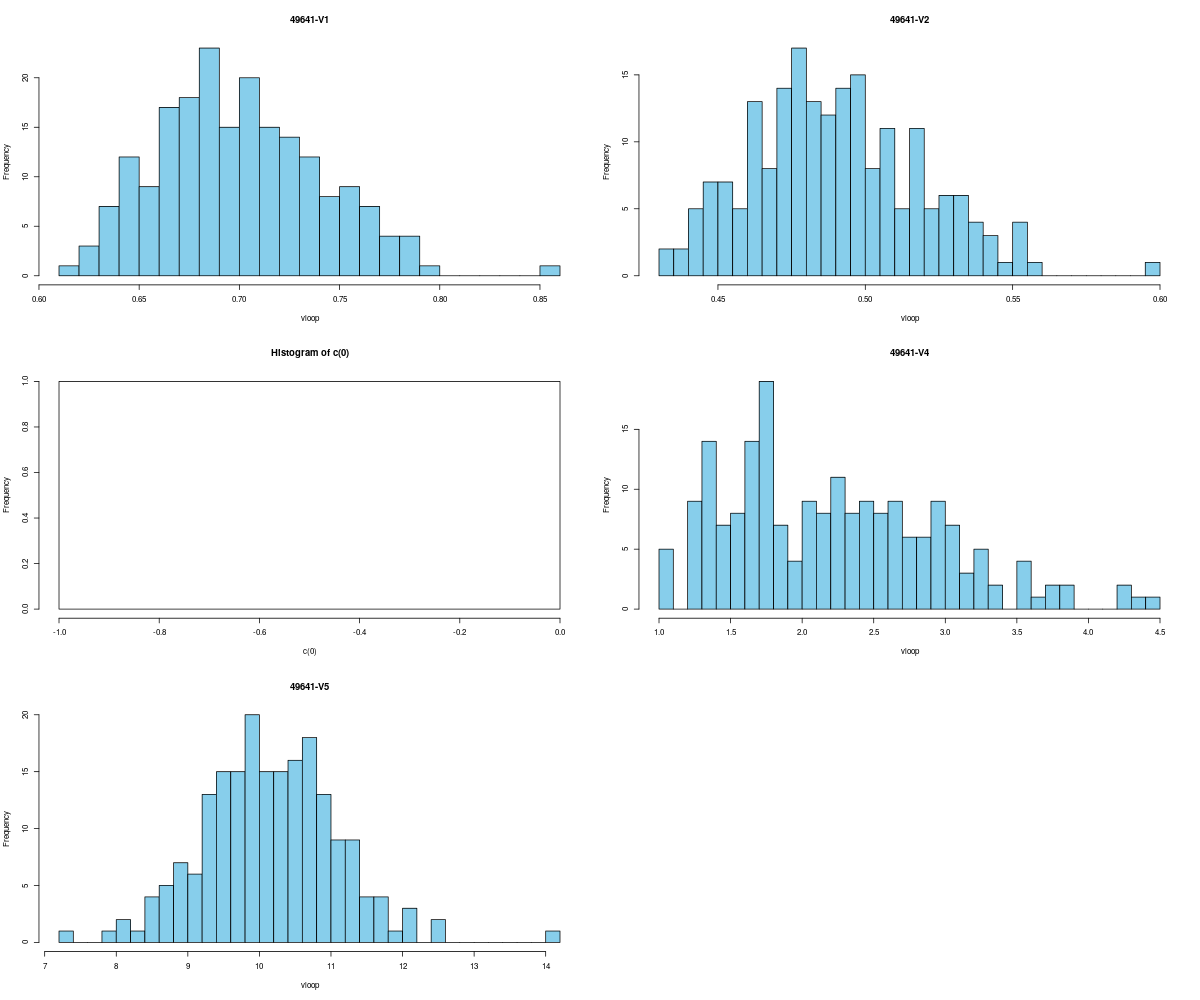 49641-V1
Frequency
0 5 10 15 20
0.60 0.65 0.70 0.75 0.80 0.85
vloop
49641-V2
Frequency
0 5 10 15
0.45 0.50 0.55 0.60
vloop
Histogram of c(0)
Frequency
0.0 0.2 0.4 0.6 0.8 1.0
-1.0 -0.8 -0.6 -0.4 -0.2 0.0
c(0)
49641-V4
Frequency
0 5 10 15
1.0 1.5 2.0 2.5 3.0 3.5 4.0 4.5
vloop
49641-V5
Frequency
0 5 10 15 20
7 8 9 10 11 12 13 14
vloop